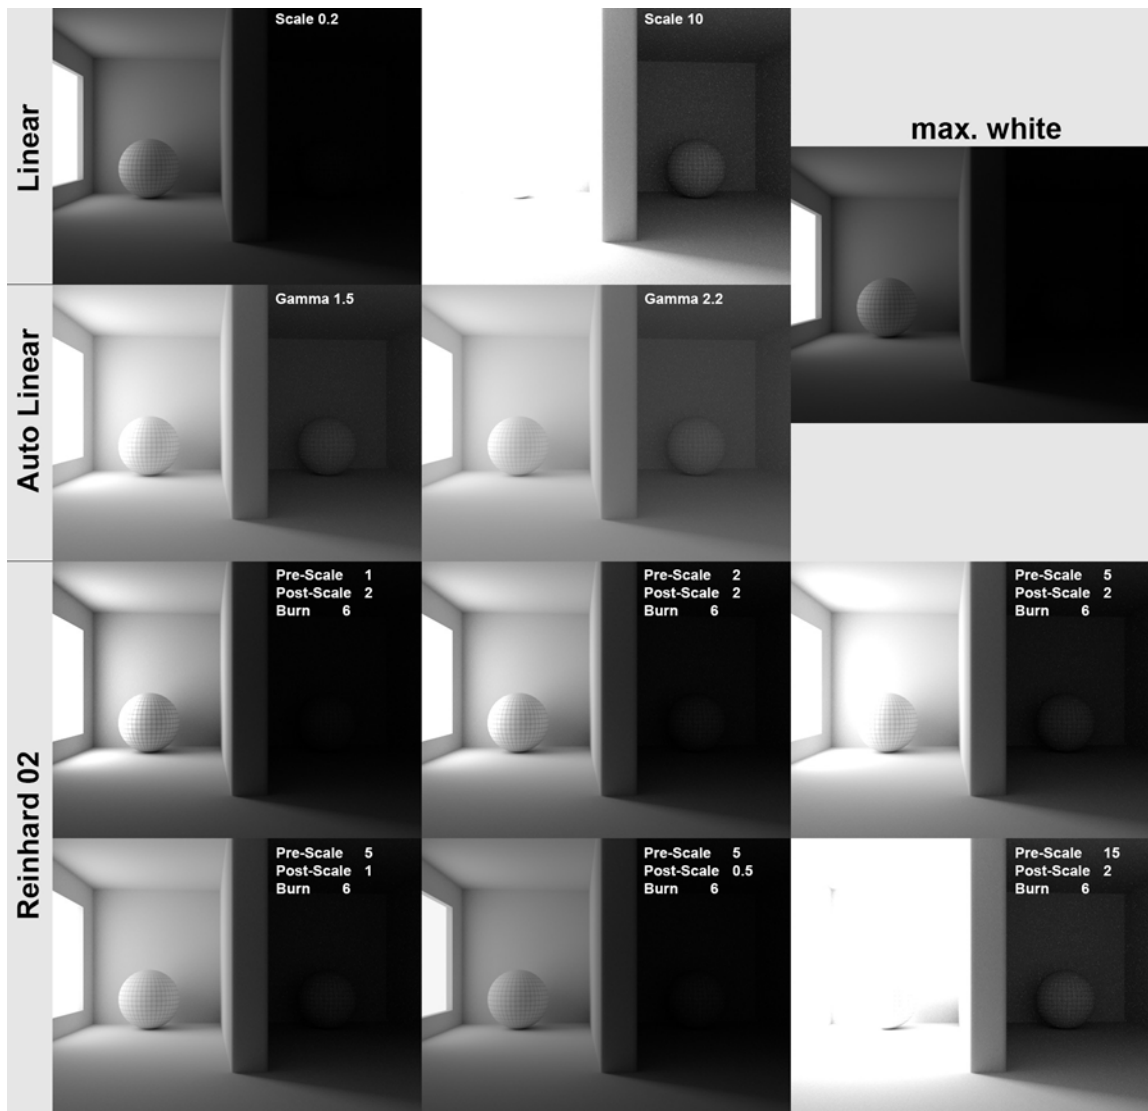 Linear
Scale 0.2
Scale 10
max. white
Auto Linear
Gamma 1.5
Gamma 2.2
Reinhard 02
Pre-Scale 1
Post-Scale 2
Burn 6
Pre-Scale 2
Post-Scale 2
Burn 6
Pre-Scale 5
Post-Scale 2
Burn 6
Pre-Scale 5
Post-Scale 1
Burn 6
Pre-Scale 5
Post-Scale 0.5
Burn 6
Pre-Scale 15
Post-Scale 2
Burn 6